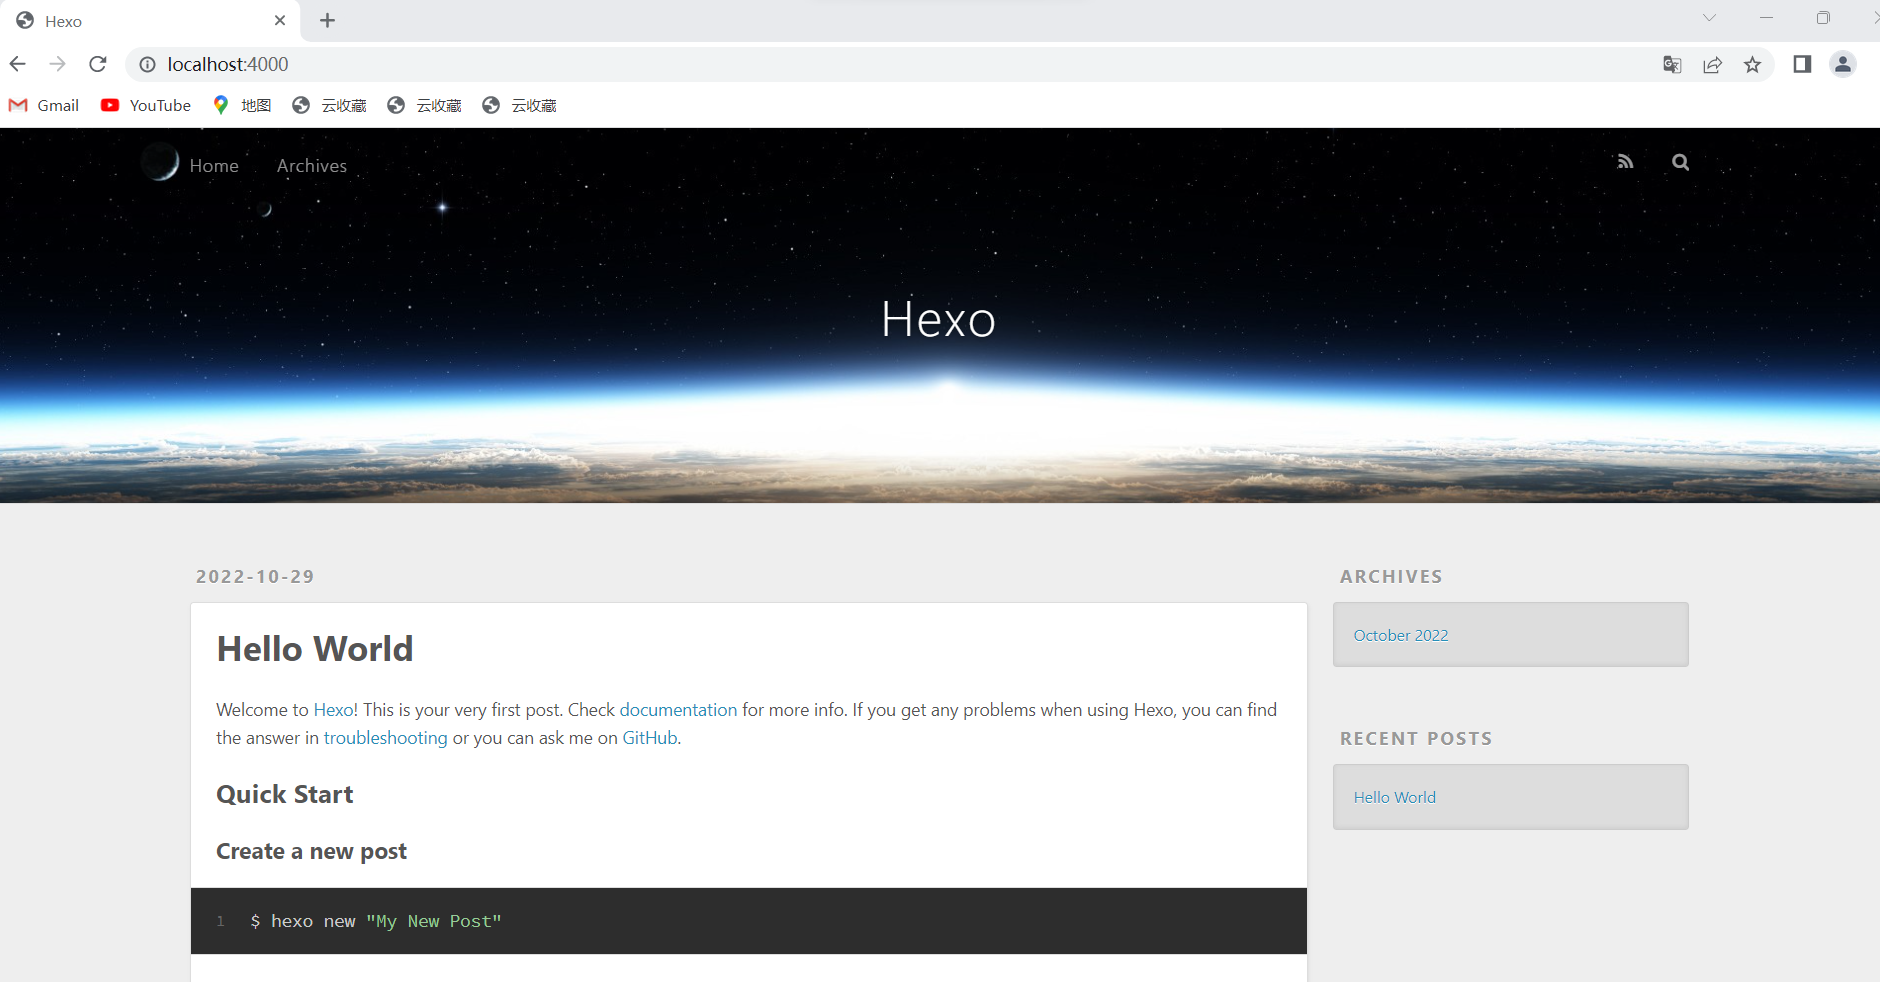 Hexo
localhost:4000
Gmail YouTube 地图 云收藏 云收藏 云收藏
Home Archives
Hexo
2022-10-29
Hello World
Welcome to Hexo! This is your very first post. Check documentation for more info. If you get any problems when using Hexo, you can find
the answer in troubleshooting or you can ask me on GitHub.
Quick Start
Create a new post
1 $ hexo new "My New Post"
ARCHIVES
October 2022
RECENT POSTS
Hello World